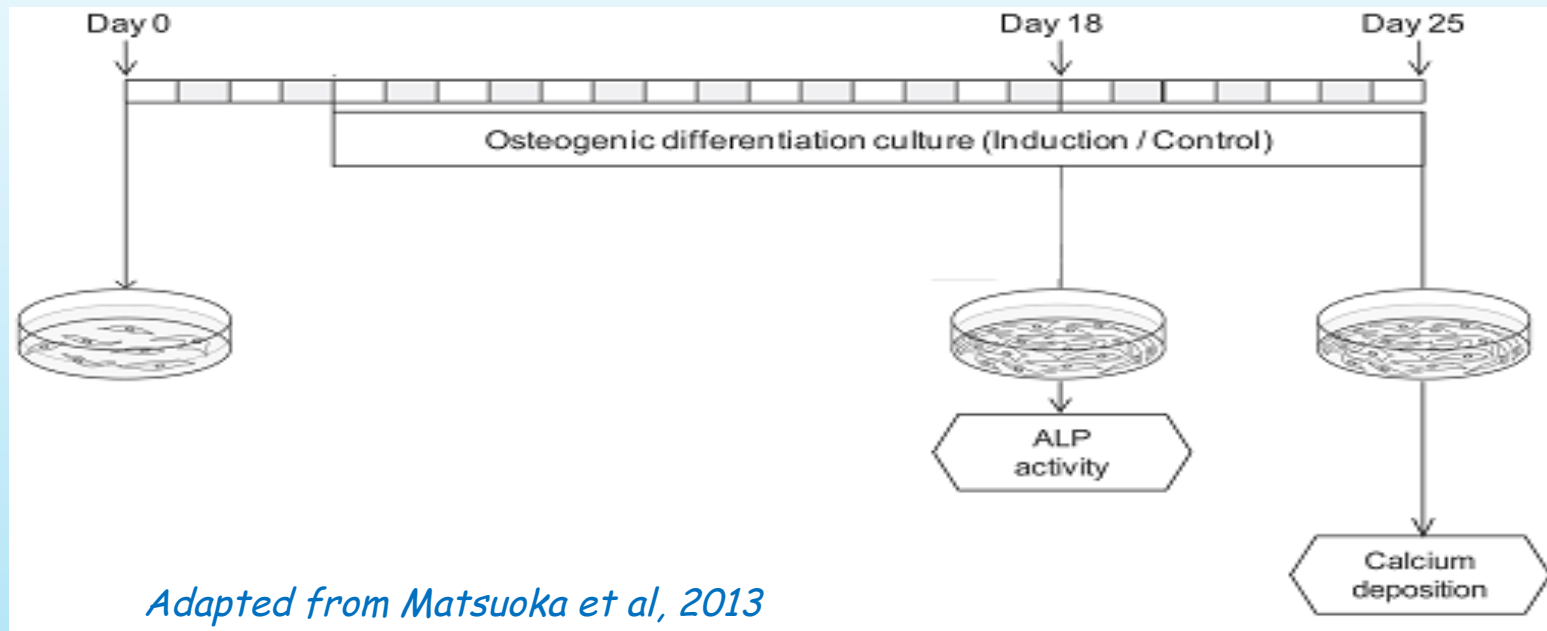 Day 0
Day 18
Day 25
Osteogenic differentiation culture (Induction / Control)
ALP
activity
Calcium
deposition
Adapted from Matsuoka et al, 2013